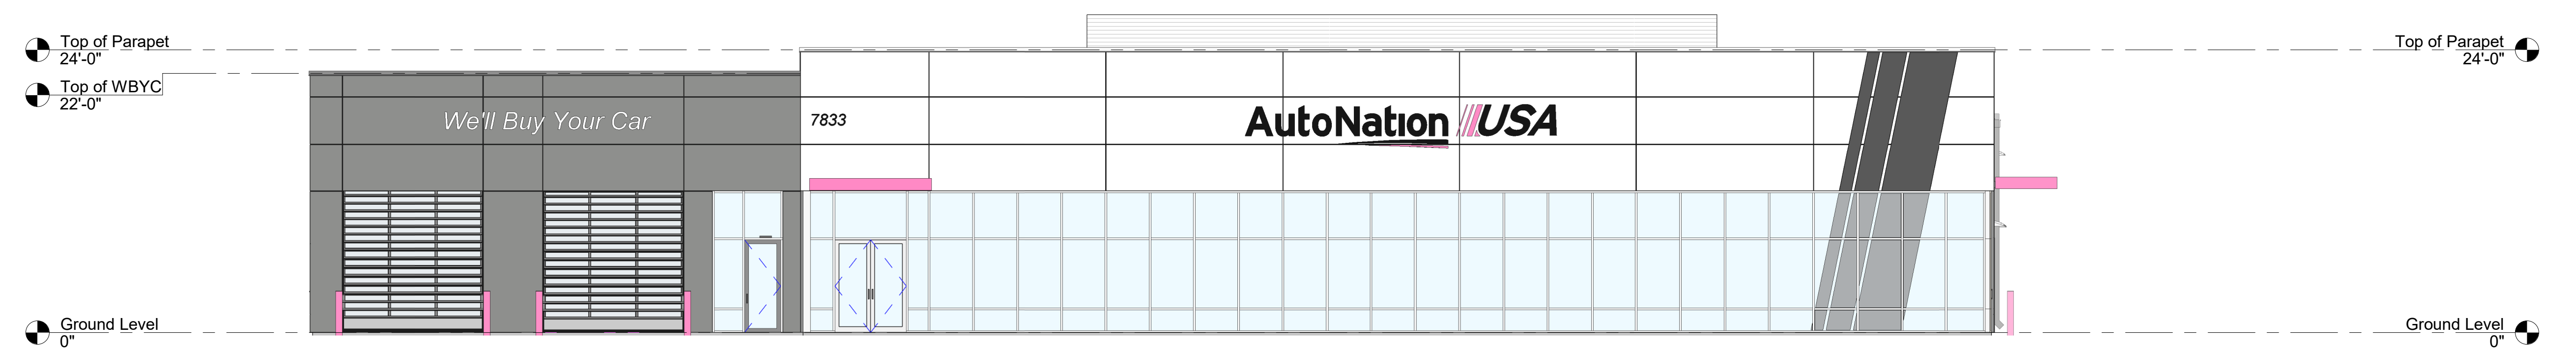 Top of Parapet
24'-0"
Top of WBYC
22'-0"
We'll Buy Your Car
7833
AutoNation USA
Top of Parapet
24'-0"
Ground Level
0"
Ground Level
0"